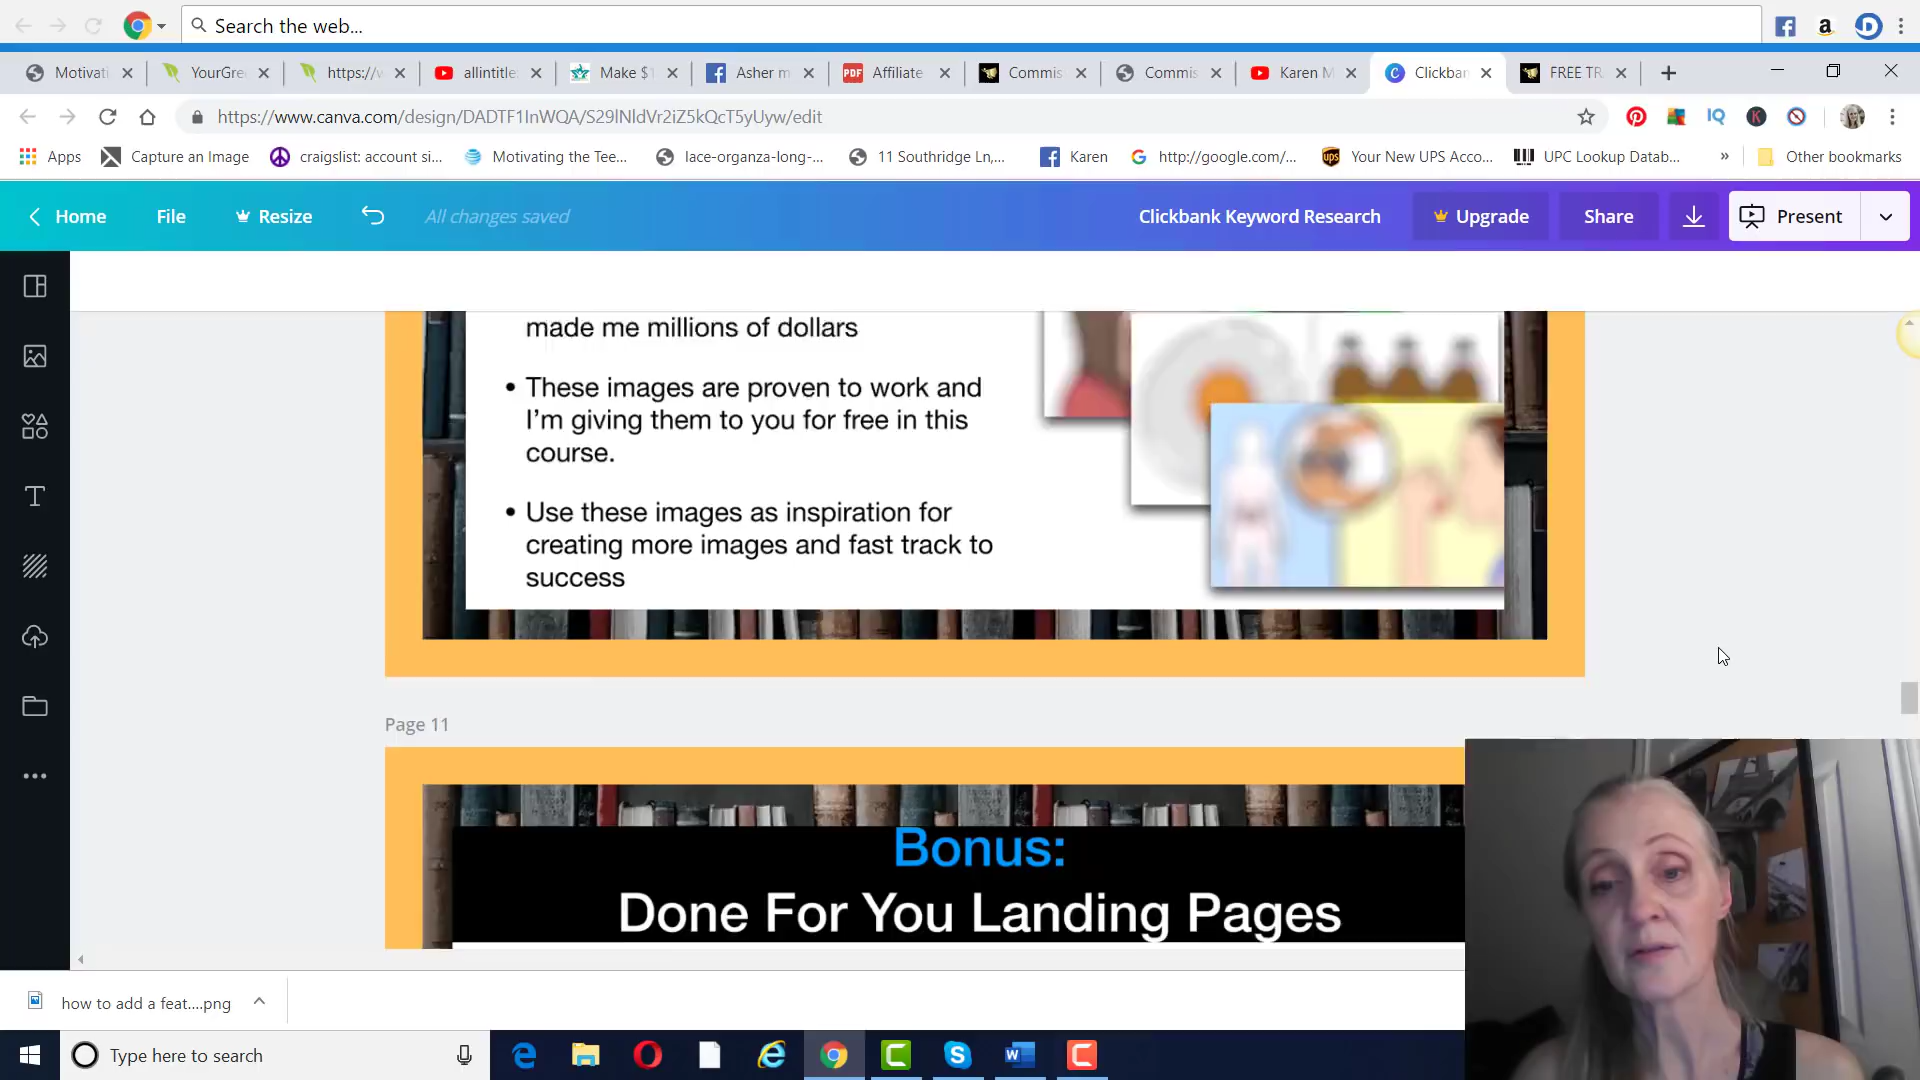 Search the web...
Motivati
YourGre
https://w
allintitle
Make $1
Asher m
PDF
Affiliate
Commis
Commis
Karen M
Clickban
FREE TR
https://www.canva.com/design/DADTF1InWQA/S29lNldVr2iZ5kQcT5yUyw/edit
Apps
Capture an Image
craigslist: account si...
Motivating the Tee...
lace-organza-long-...
11 Southridge Ln,...
Karen
http://google.com/...
Your New UPS Acco...
UPC Lookup Datab...
»
Other bookmarks
Home
File
Resize
All changes saved
Clickbank Keyword Research
Upgrade
Share
Present
made me millions of dollars
• These images are proven to work and
I'm giving them to you for free in this
course.
• Use these images as inspiration for
creating more images and fast track to
success
Page 11
Bonus:
Done For You Landing Pages
how to add a feat....png
Type here to search